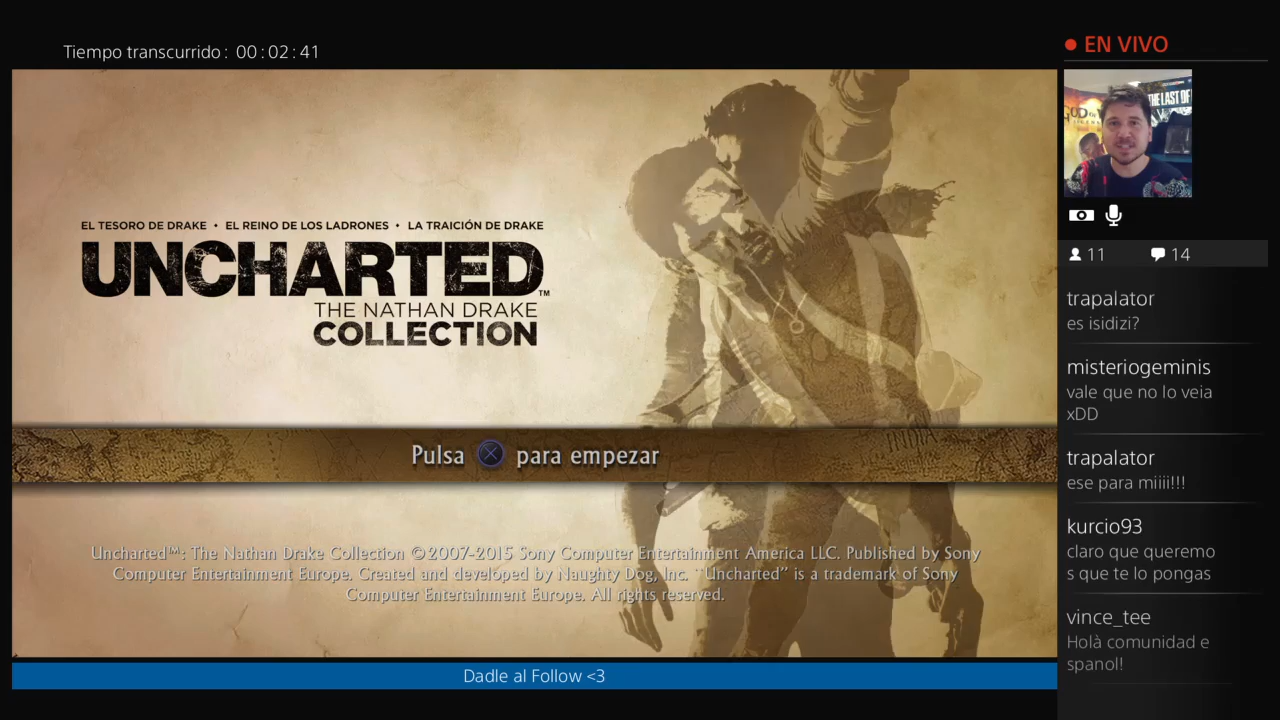 Tiempo transcurrido: 00:02:41
EN VIVO
THE LAST OF
EL TESORO DE DRAKE • EL REINO DE LOS LADRONES • LA TRAICIÓN DE DRAKE
UNCHARTED™
THE NATHAN DRAKE
COLLECTION
INDIA
Pulsa para empezar
Uncharted™: The Nathan Drake Collection ©2007-2015 Sony Computer Entertainment America LLC. Published by Sony
Computer Entertainment Europe. Created and developed by Naughty Dog, Inc. "Uncharted" is a trademark of Sony
Computer Entertainment Europe. All rights reserved.
Dadle al Follow <3
11 14
trapalator
es isidizi?
misteriogeminis
vale que no lo veia
xDD
trapalator
ese para miiii!!!
kurcio93
claro que queremo
s que te lo pongas
vince_tee
Holà comunidad e
spanol!